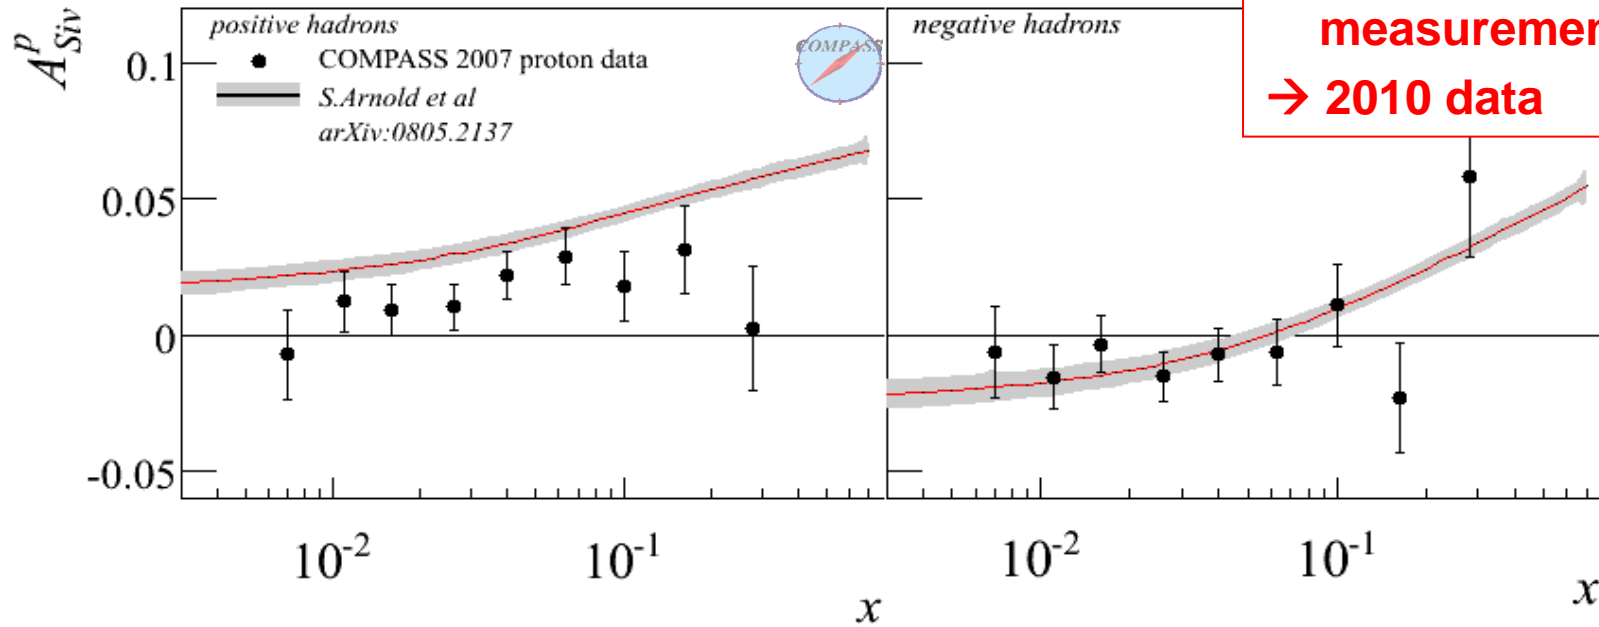 A^p_Siv
positive hadrons
COMPASS 2007 proton data
S.Arnold et al
arXiv:0805.2137
COMPASS
negative hadrons
→ 2010 data
0.1
0.05
0
-0.05
10^-2
10^-1
x
10^-2
10^-1
x